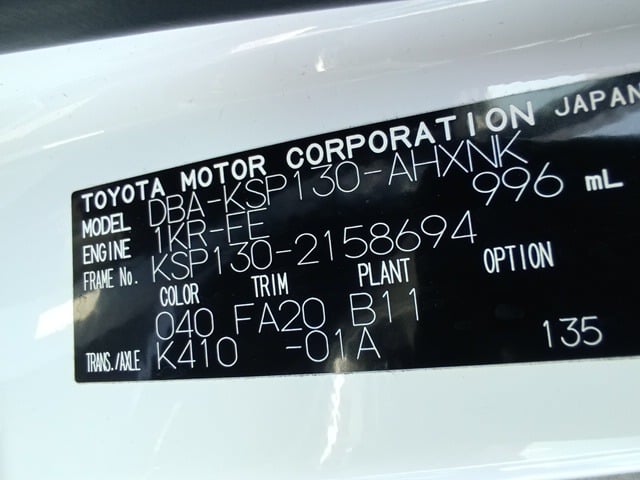 TOYOTA MOTOR CORPORATION JAPAN
MODEL DBA-KSP130-AHXNK
ENGINE 1KR-FE 996 mL
FRAME No. KSP130-2158694
COLOR TRIM PLANT OPTION
040 FA20 B11
TRANS./AXLE K410 -01A 135